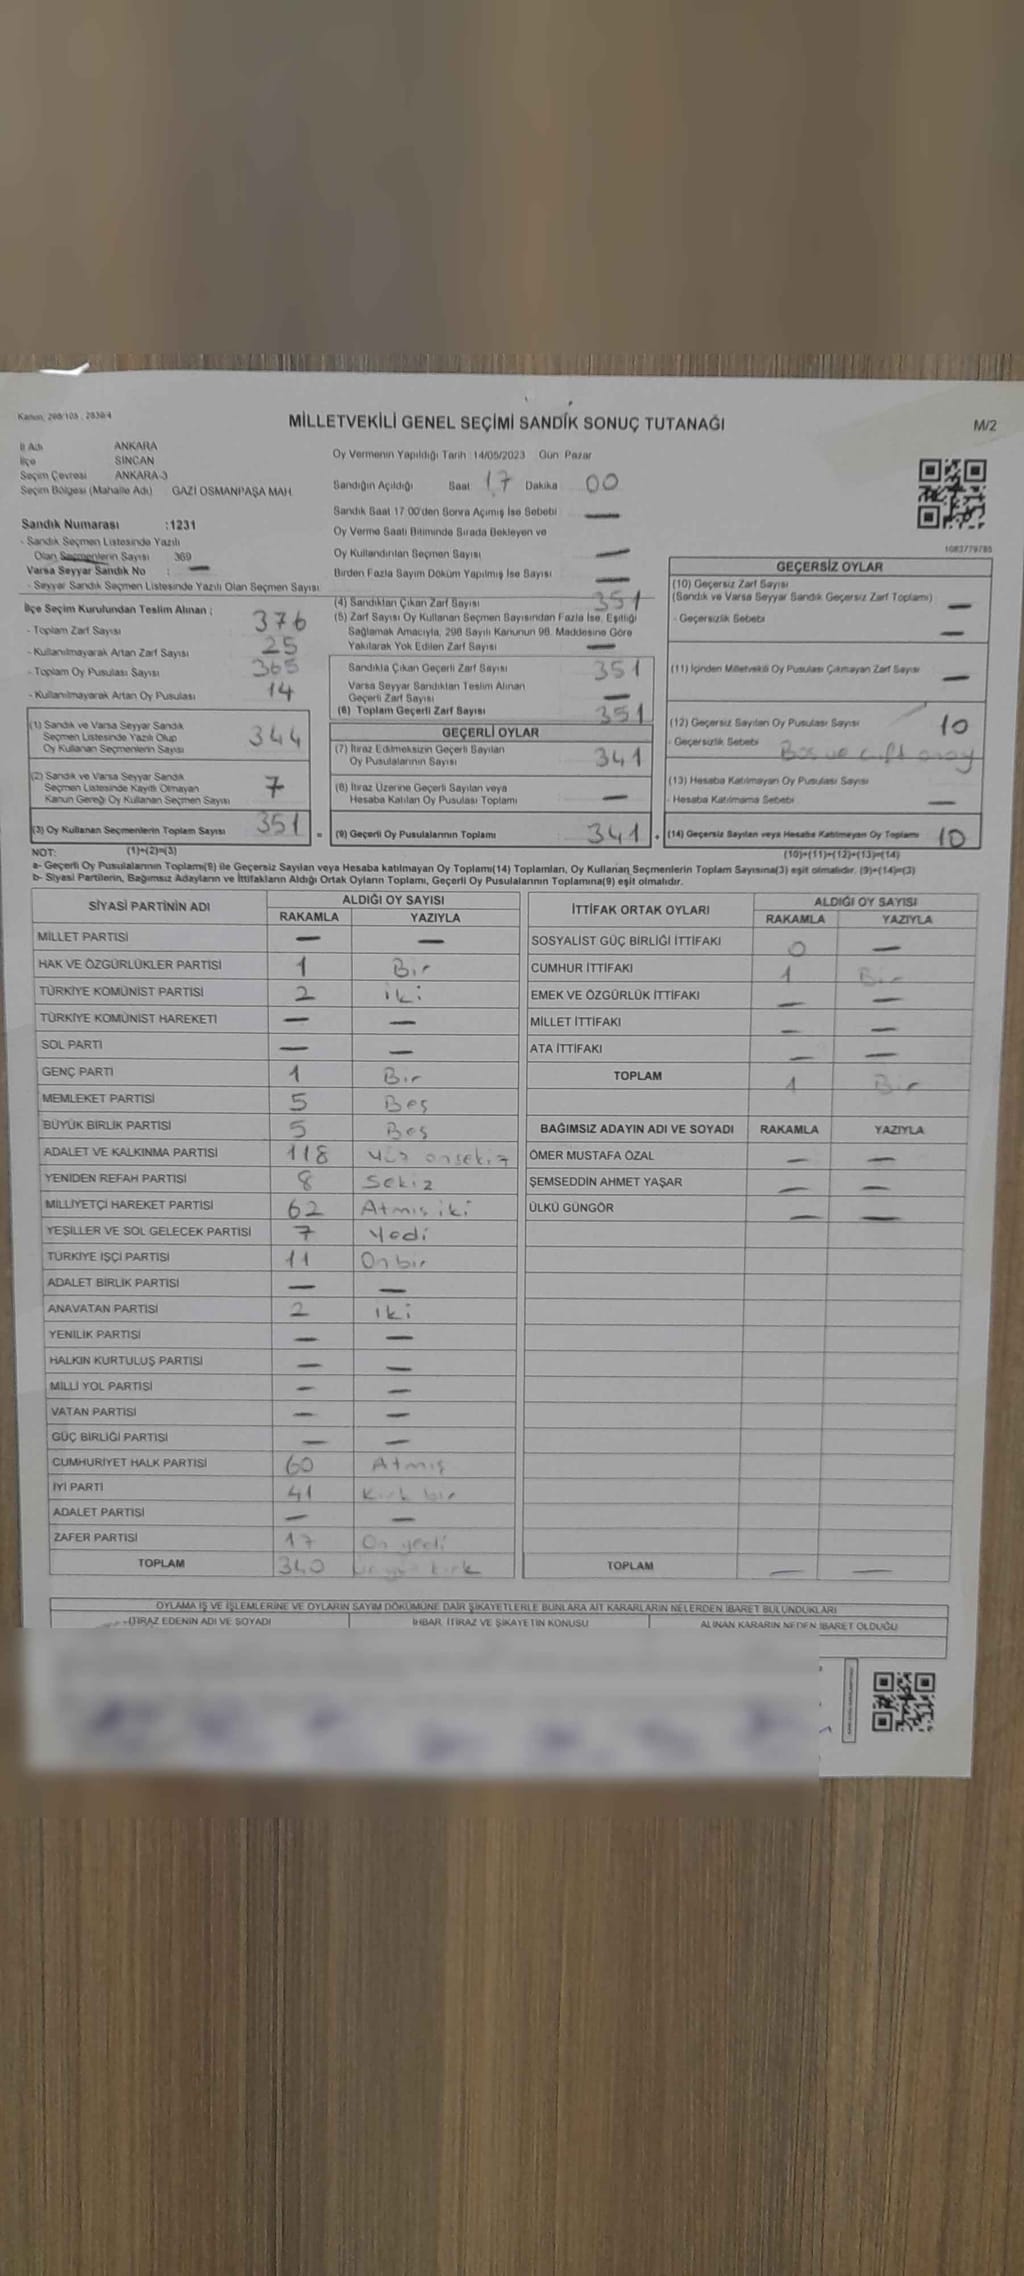 Kanun; 298/105 , 2839/4
MİLLETVEKİLİ GENEL SEÇİMİ SANDIK SONUÇ TUTANAĞI
M/2
İl Adı ANKARA
İlçe SİNCAN
Seçim Çevresi ANKARA-3
Seçim Bölgesi (Mahalle Adı) GAZİ OSMANPAŞA MAH.
Sandık Numarası :1231
- Sandık Seçmen Listesinde Yazılı
Olan Seçmenlerin Sayısı 369
Varsa Seyyar Sandık No : —
- Seyyar Sandık Seçmen Listesinde Yazılı Olan Seçmen Sayısı
Oy Vermenin Yapıldığı Tarih :14/05/2023 Gün Pazar
Sandığın Açıldığı Saat 17 Dakika 00
Sandık Saat 17:00'den Sonra Açımış İse Sebebi —
Oy Verme Saati Bitiminde Sırada Bekleyen ve
Oy Kullandırılan Seçmen Sayısı —
Birden Fazla Sayım Döküm Yapılmış İse Sayısı —
1083779785
İlçe Seçim Kurulundan Teslim Alınan ;
- Toplam Zarf Sayısı 376
- Kullanılmayarak Artan Zarf Sayısı 25
- Toplam Oy Pusulası Sayısı 365
- Kullanılmayarak Artan Oy Pusulası 14
(1) Sandık ve Varsa Seyyar Sandık
Seçmen Listesinde Yazılı Olup
Oy Kullanan Seçmenlerin Sayısı 344
(2) Sandık ve Varsa Seyyar Sandık
Seçmen Listesinde Kayıtlı Olmayan
Kanun Gereği Oy Kullanan Seçmen Sayısı 7
(3) Oy Kullanan Seçmenlerin Toplam Sayısı 351 =
(4) Sandıktan Çıkan Zarf Sayısı 351
(5) Zarf Sayısı Oy Kullanan Seçmen Sayısından Fazla İse, Eşitliği
Sağlamak Amacıyla, 298 Sayılı Kanunun 98. Maddesine Göre
Yakılarak Yok Edilen Zarf Sayısı —
Sandıkla Çıkan Geçerli Zarf Sayısı 351
Varsa Seyyar Sandıktan Teslim Alınan
Geçerli Zarf Sayısı —
(6) Toplam Geçerli Zarf Sayısı 351
GEÇERLİ OYLAR
(7) İtiraz Edilmeksizin Geçerli Sayılan
Oy Pusulalarının Sayısı 341
(8) İtiraz Üzerine Geçerli Sayılan veya
Hesaba Katılan Oy Pusulası Toplamı —
(9) Geçerli Oy Pusulalarının Toplamı 341 +
GEÇERSİZ OYLAR
(10) Geçersiz Zarf Sayısı
(Sandık ve Varsa Seyyar Sandık Geçersiz Zarf Toplamı) —
- Geçersizlik Sebebi —
(11) İçinden Milletvekili Oy Pusulası Çıkmayan Zarf Sayısı —
(12) Geçersiz Sayılan Oy Pusulası Sayısı 10
- Geçersizlik Sebebi Boş ve çift onay
(13) Hesaba Katılmayan Oy Pusulası Sayısı
- Hesaba Katılmama Sebebi —
(14) Geçersiz Sayılan veya Hesaba Katılmayan Oy Toplamı 10
NOT: (1)+(2)=(3) (10)+(11)+(12)+(13)=(14)
a- Geçerli Oy Pusulalarının Toplamı(9) ile Geçersiz Sayılan veya Hesaba katılmayan Oy Toplamı(14) Toplamları, Oy Kullanan Seçmenlerin Toplam Sayısına(3) eşit olmalıdır. (9)+(14)=(3)
b- Siyasi Partilerin, Bağımsız Adayların ve İttifakların Aldığı Ortak Oyların Toplamı, Geçerli Oy Pusulalarının Toplamına(9) eşit olmalıdır.
SİYASİ PARTİNİN ADI ALDIĞI OY SAYISI
RAKAMLA YAZIYLA
MİLLET PARTİSİ — —
HAK VE ÖZGÜRLÜKLER PARTİSİ 1 Bir
TÜRKİYE KOMÜNİST PARTİSİ 2 iki
TÜRKİYE KOMÜNİST HAREKETİ — —
SOL PARTİ — —
GENÇ PARTİ 1 Bir
MEMLEKET PARTİSİ 5 Beş
BÜYÜK BİRLİK PARTİSİ 5 Beş
ADALET VE KALKINMA PARTİSİ 118 yüz onsekiz
YENİDEN REFAH PARTİSİ 8 Sekiz
MİLLİYETÇİ HAREKET PARTİSİ 62 Atmış iki
YEŞİLLER VE SOL GELECEK PARTİSİ 7 Yedi
TÜRKİYE İŞÇİ PARTİSİ 11 On bir
ADALET BİRLİK PARTİSİ — —
ANAVATAN PARTİSİ 2 iki
YENİLİK PARTİSİ — —
HALKIN KURTULUŞ PARTİSİ — —
MİLLİ YOL PARTİSİ — —
VATAN PARTİSİ — —
GÜÇ BİRLİĞİ PARTİSİ — —
CUMHURİYET HALK PARTİSİ 60 Atmış
İYİ PARTİ 41 Kırk bir
ADALET PARTİSİ — —
ZAFER PARTİSİ 17 On yedi
TOPLAM 340 kırk
İTTİFAK ORTAK OYLARI ALDIĞI OY SAYISI
RAKAMLA YAZIYLA
SOSYALİST GÜÇ BİRLİĞİ İTTİFAKI 0 —
CUMHUR İTTİFAKI 1 Bir
EMEK VE ÖZGÜRLÜK İTTİFAKI — —
MİLLET İTTİFAKI — —
ATA İTTİFAKI — —
TOPLAM 1 Bir
BAĞIMSIZ ADAYIN ADI VE SOYADI RAKAMLA YAZIYLA
ÖMER MUSTAFA ÖZAL — —
ŞEMSEDDİN AHMET YAŞAR — —
ÜLKÜ GÜNGÖR — —
TOPLAM — —
OYLAMA İŞ VE İŞLEMLERİNE VE OYLARIN SAYIM DÖKÜMÜNE DAİR ŞİKAYETLERLE BUNLARA AİT KARARLARIN NELERDEN İBARET BULUNDUKLARI
İTİRAZ EDENİN ADI VE SOYADI İHBAR, İTİRAZ VE ŞİKAYETİN KONUSU ALINAN KARARIN NEDEN İBARET OLDUĞU